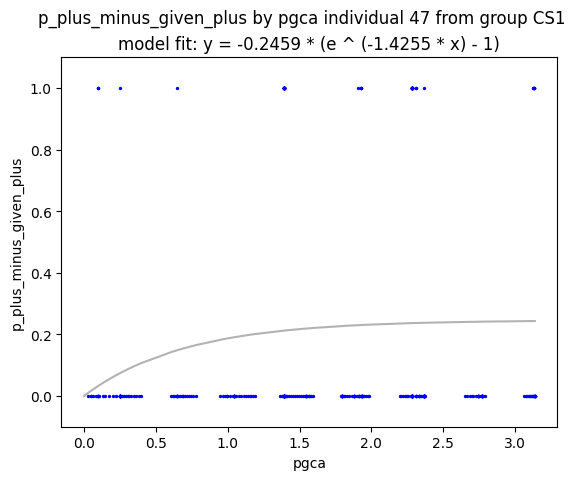 p_plus_minus_given_plus by pgca individual 47 from group CS1
model fit: y = -0.2459 * (e ^ (-1.4255 * x) - 1)
p_plus_minus_given_plus
1.0
0.8
0.6
0.4
0.2
0.0
0.0 0.5 1.0 1.5 2.0 2.5 3.0
pgca